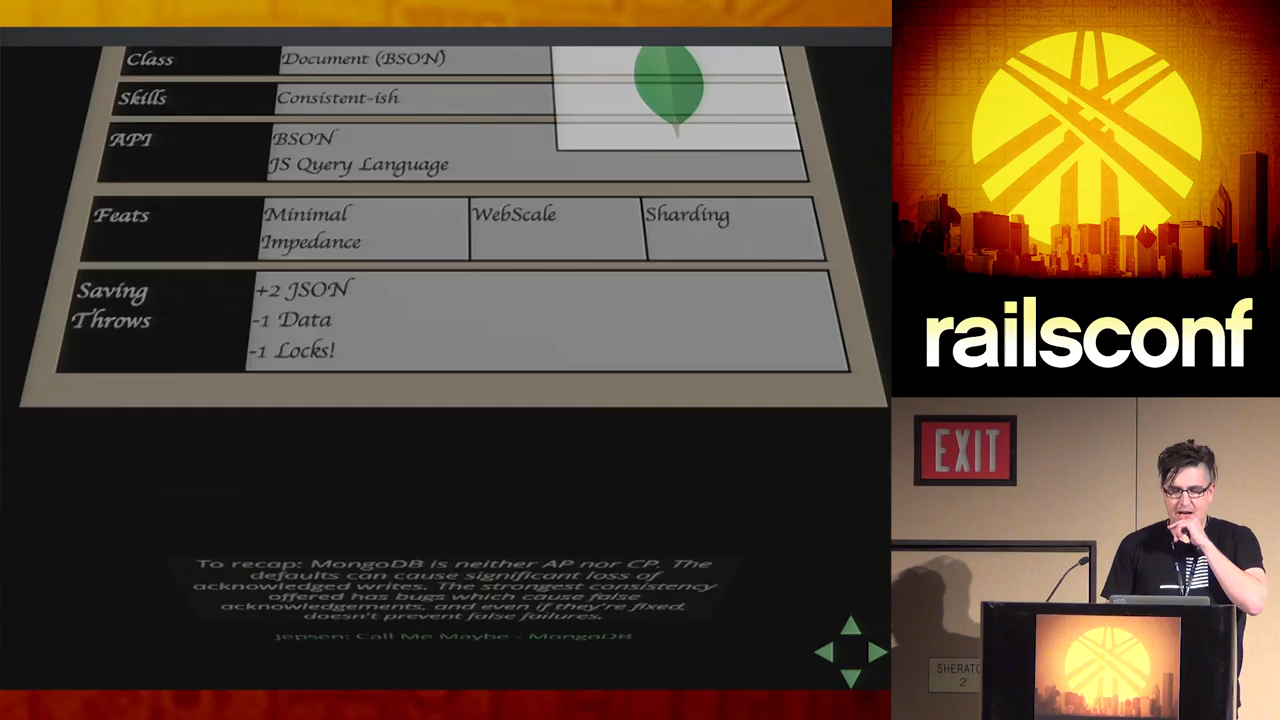 Class
Document (BSON)
Skills
Consistent-ish
API
BSON
JS Query Language
Feats
Minimal
Impedance
WebScale
Sharding
Saving
Throws
+2 JSON
-1 Data
-1 Locks!
To recap: MongoDB is neither AP nor CP. The
defaults can cause significant loss of
acknowledged writes. The strongest consistency
offered has bugs which cause false
acknowledgements, and even if they're fixed,
doesn't prevent false failures.
Jepsen: Call Me Maybe - MongoDB
railsconf
EXIT
SHERATO
2